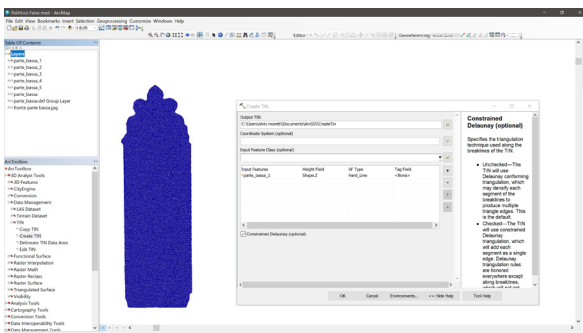 Polittico Fano.mxd - ArcMap
File Edit View Bookmarks Insert Selection Geoprocessing Customize Windows Help
Editor
Georeferencing
Table Of Contents
Layers
parte_bassa_1
parte_bassa_2
parte_bassa_3
parte_bassa_4
parte_bassa_5
parte_bassa
parte_bassa def Group Layer
fronte parte bassa.jpg
ArcToolbox
ArcToolbox
3D Analyst Tools
3D Features
CityEngine
Conversion
Data Management
LAS Dataset
Terrain Dataset
TIN
Copy TIN
Create TIN
Delineate TIN Data Area
Edit TIN
Functional Surface
Raster Interpolation
Raster Math
Raster Reclass
Raster Surface
Triangulated Surface
Visibility
Analysis Tools
Cartography Tools
Conversion Tools
Data Interoperability Tools
Data Management Tools
Create TIN
Output TIN
C:\Users\silvio moretti\Documents\ArcGIS\CreateTin
Coordinate System (optional)
Input Feature Class (optional)
Input Features Height Field SF Type Tag Field
parte_bassa_1 Shape.Z Hard_Line <None>
Constrained Delaunay (optional)
OK Cancel Environments... << Hide Help Tool Help
Constrained
Delaunay (optional)
Specifies the triangulation
technique used along the
breaklines of the TIN.
Unchecked—The
TIN will use
Delaunay conforming
triangulation, which
may densify each
segment of the
breaklines to
produce multiple
triangle edges. This
is the default.
Checked—The TIN
will use constrained
Delaunay
triangulation, which
will add each
segment as a single
edge. Delaunay
triangulation rules
are honored
everywhere except
along breaklines,